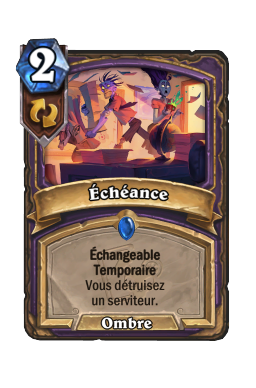 2
Échéance
Échangeable
Temporaire
Vous détruisez
un serviteur.
Ombre